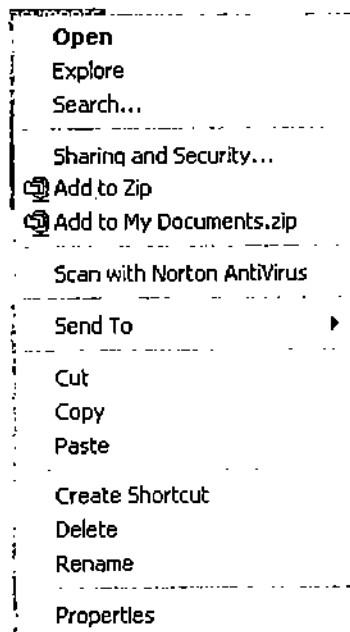 Open
Explore
Search...
Sharing and Security...
Add to Zip
Add to My Documents.zip
Scan with Norton AntiVirus
Send To
Cut
Copy
Paste
Create Shortcut
Delete
Rename
Properties